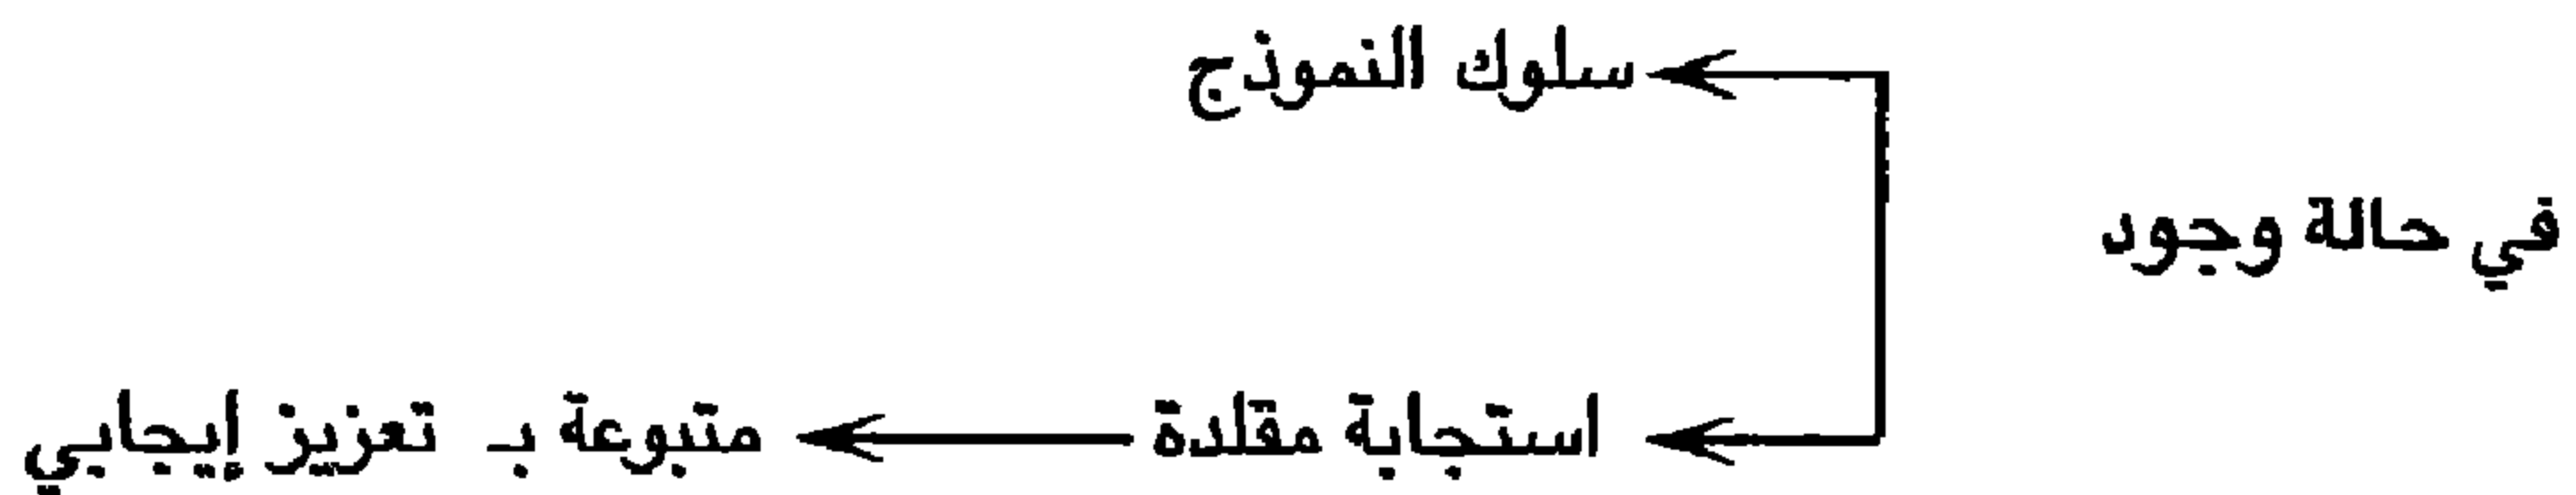 سلوك النموذج
في حالة وجود
استجابة مقلدة متبوعة بـ تعزيز إيجابي